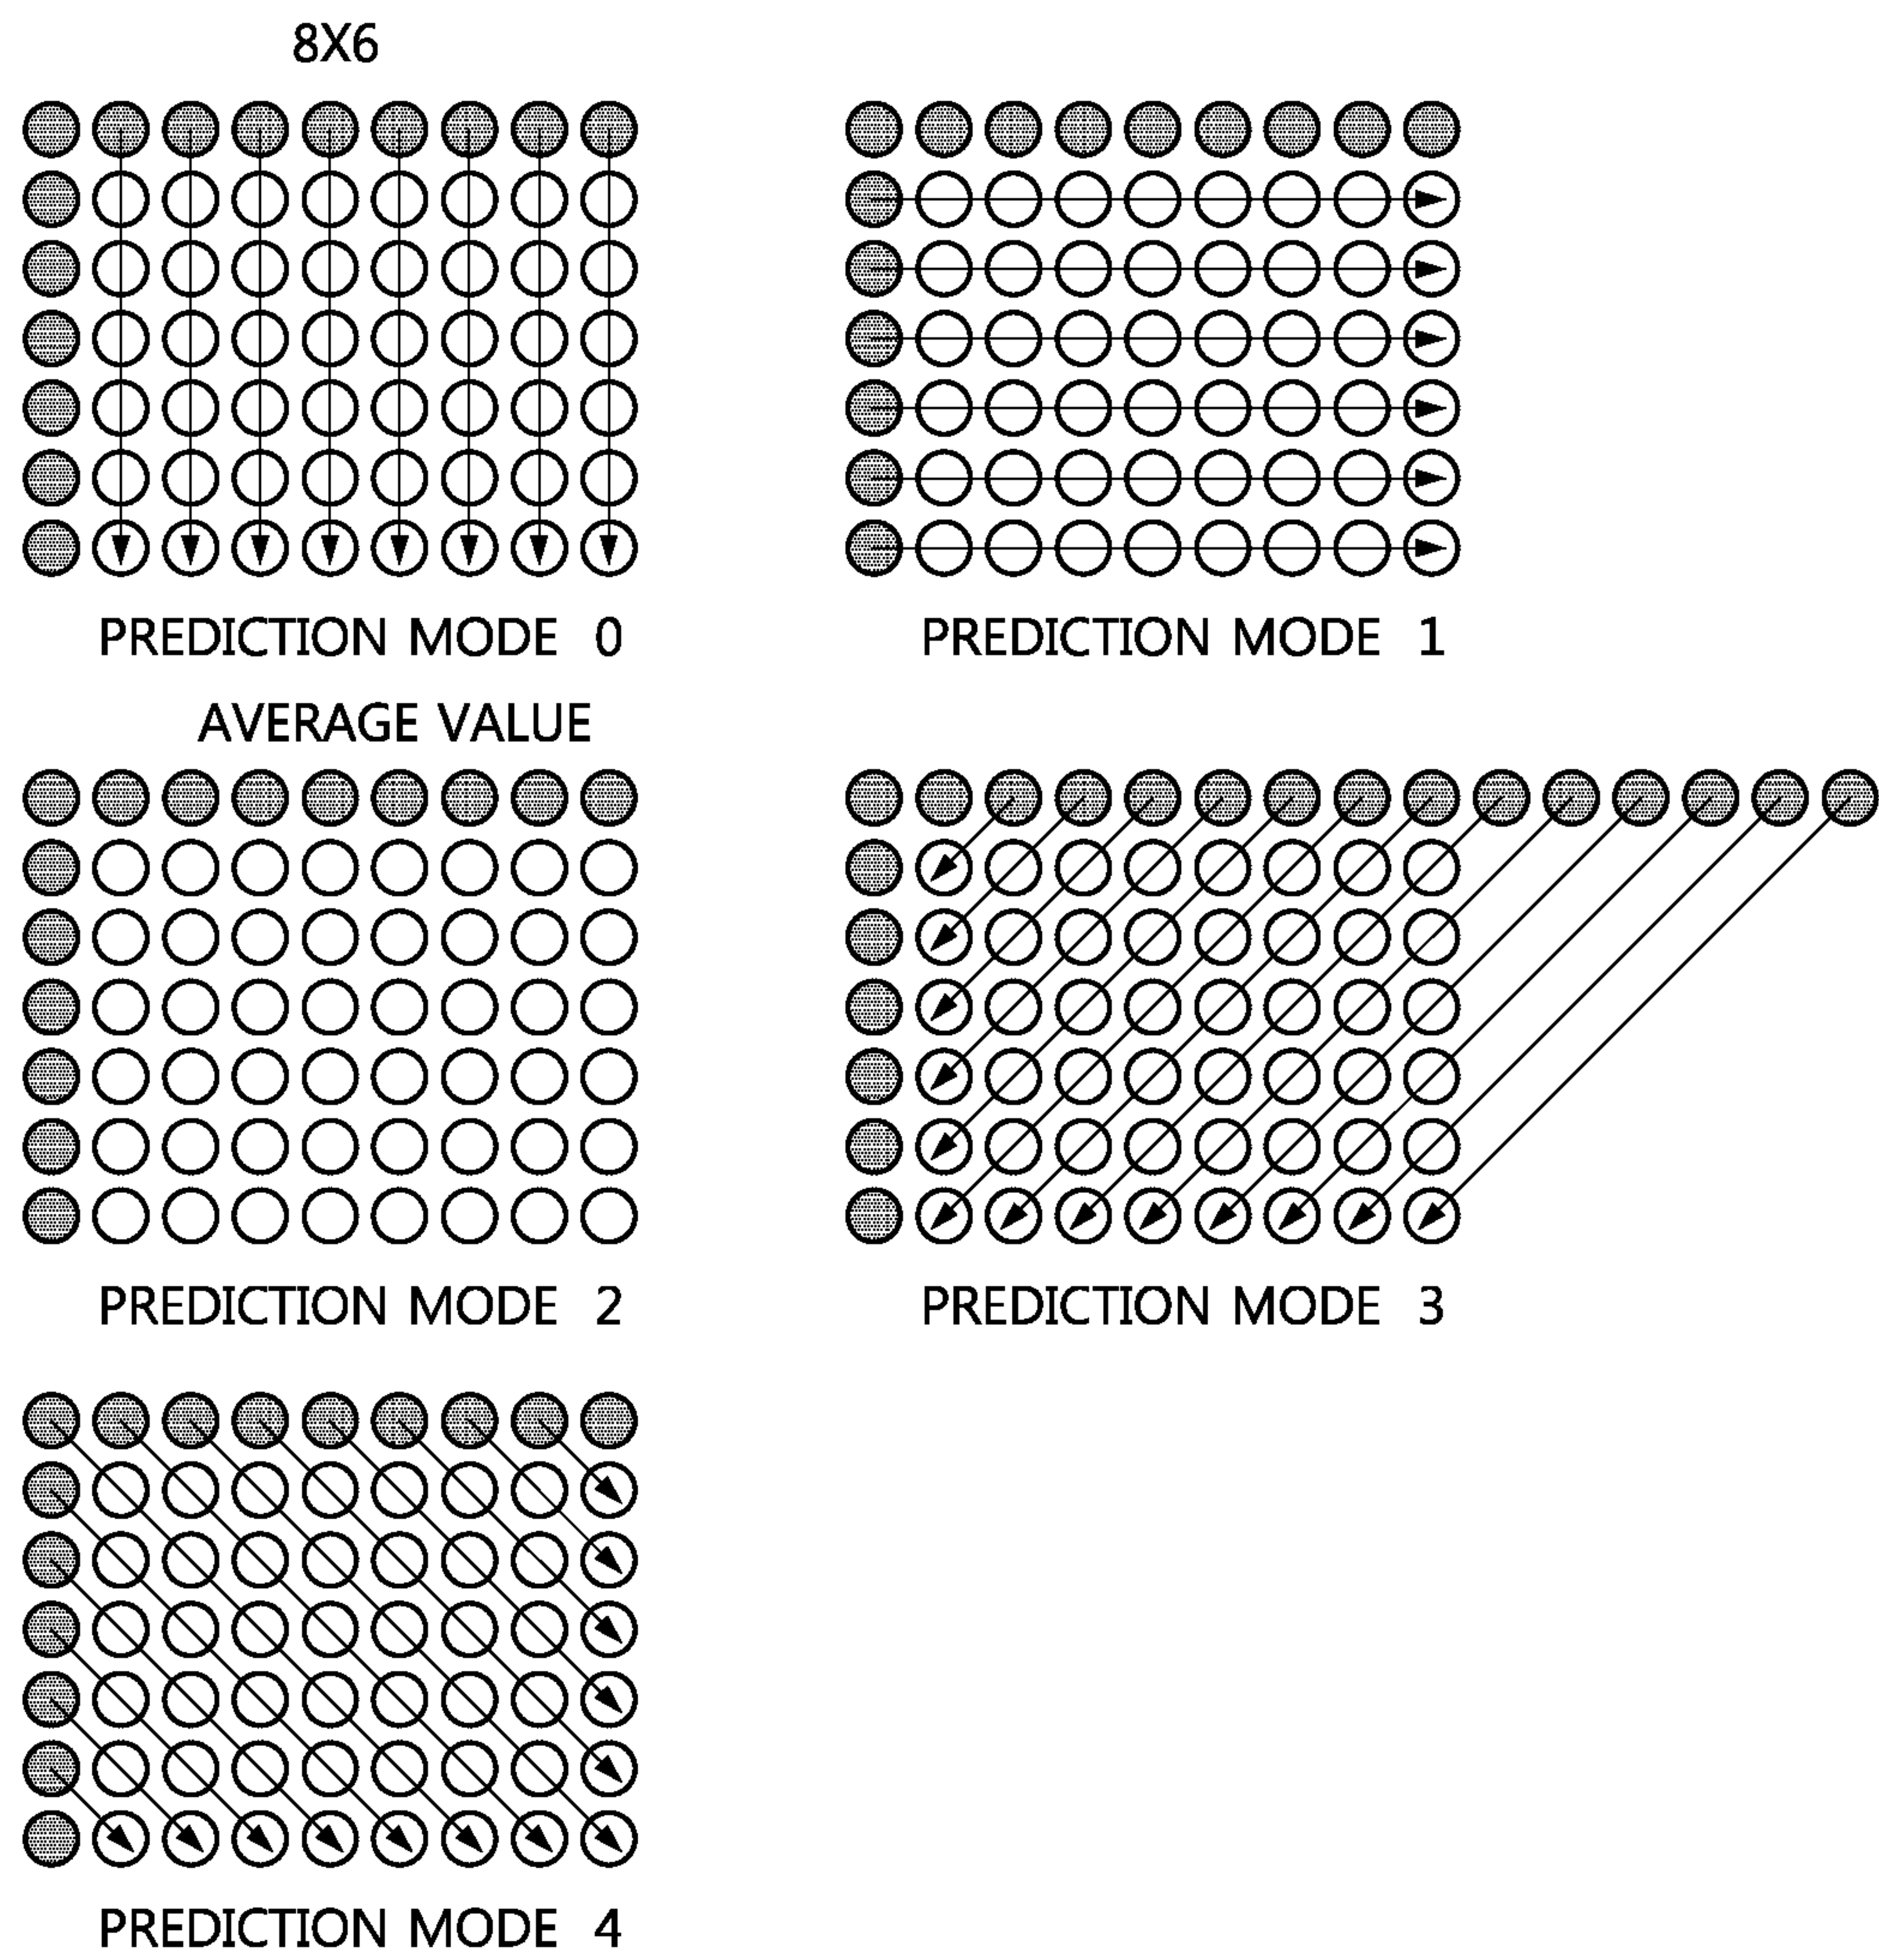 8X6
PREDICTION MODE 0
PREDICTION MODE 1
AVERAGE VALUE
PREDICTION MODE 2
PREDICTION MODE 3
PREDICTION MODE 4